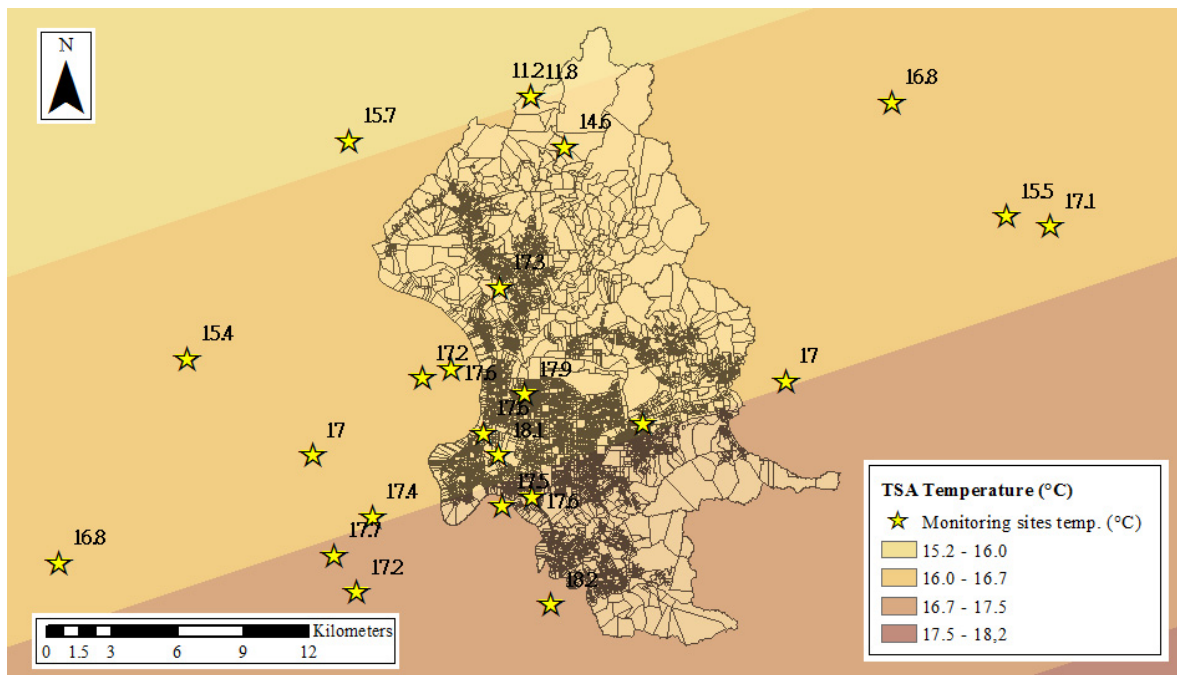 N
11.2 11.8
16.8
15.7
14.6
15.5
17.1
17.3
15.4
17.2
17.6
17.9
17
17.6
18.1
17
17.5
17.6
17.4
17.7
16.8
17.2
18.2
TSA Temperature (°C)
Monitoring sites temp. (°C)
15.2 - 16.0
16.0 - 16.7
16.7 - 17.5
17.5 - 18,2
Kilometers
0 1.5 3 6 9 12